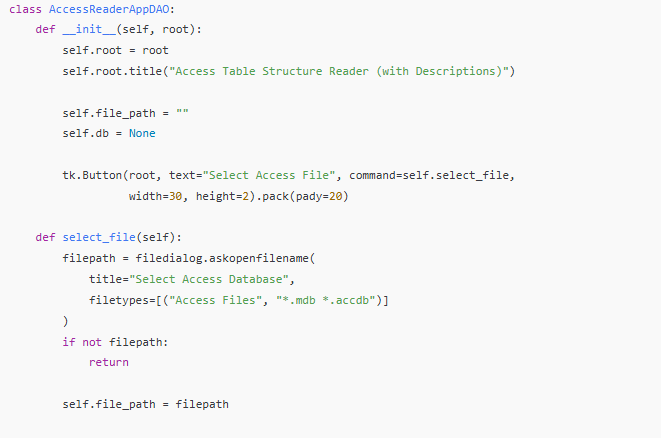 class AccessReaderAppDAO:
    def __init__(self, root):
        self.root = root
        self.root.title("Access Table Structure Reader (with Descriptions)")

        self.file_path = ""
        self.db = None

        tk.Button(root, text="Select Access File", command=self.select_file,
                  width=30, height=2).pack(pady=20)

    def select_file(self):
        filepath = filedialog.askopenfilename(
            title="Select Access Database",
            filetypes=[("Access Files", "*.mdb *.accdb")]
        )
        if not filepath:
            return

        self.file_path = filepath